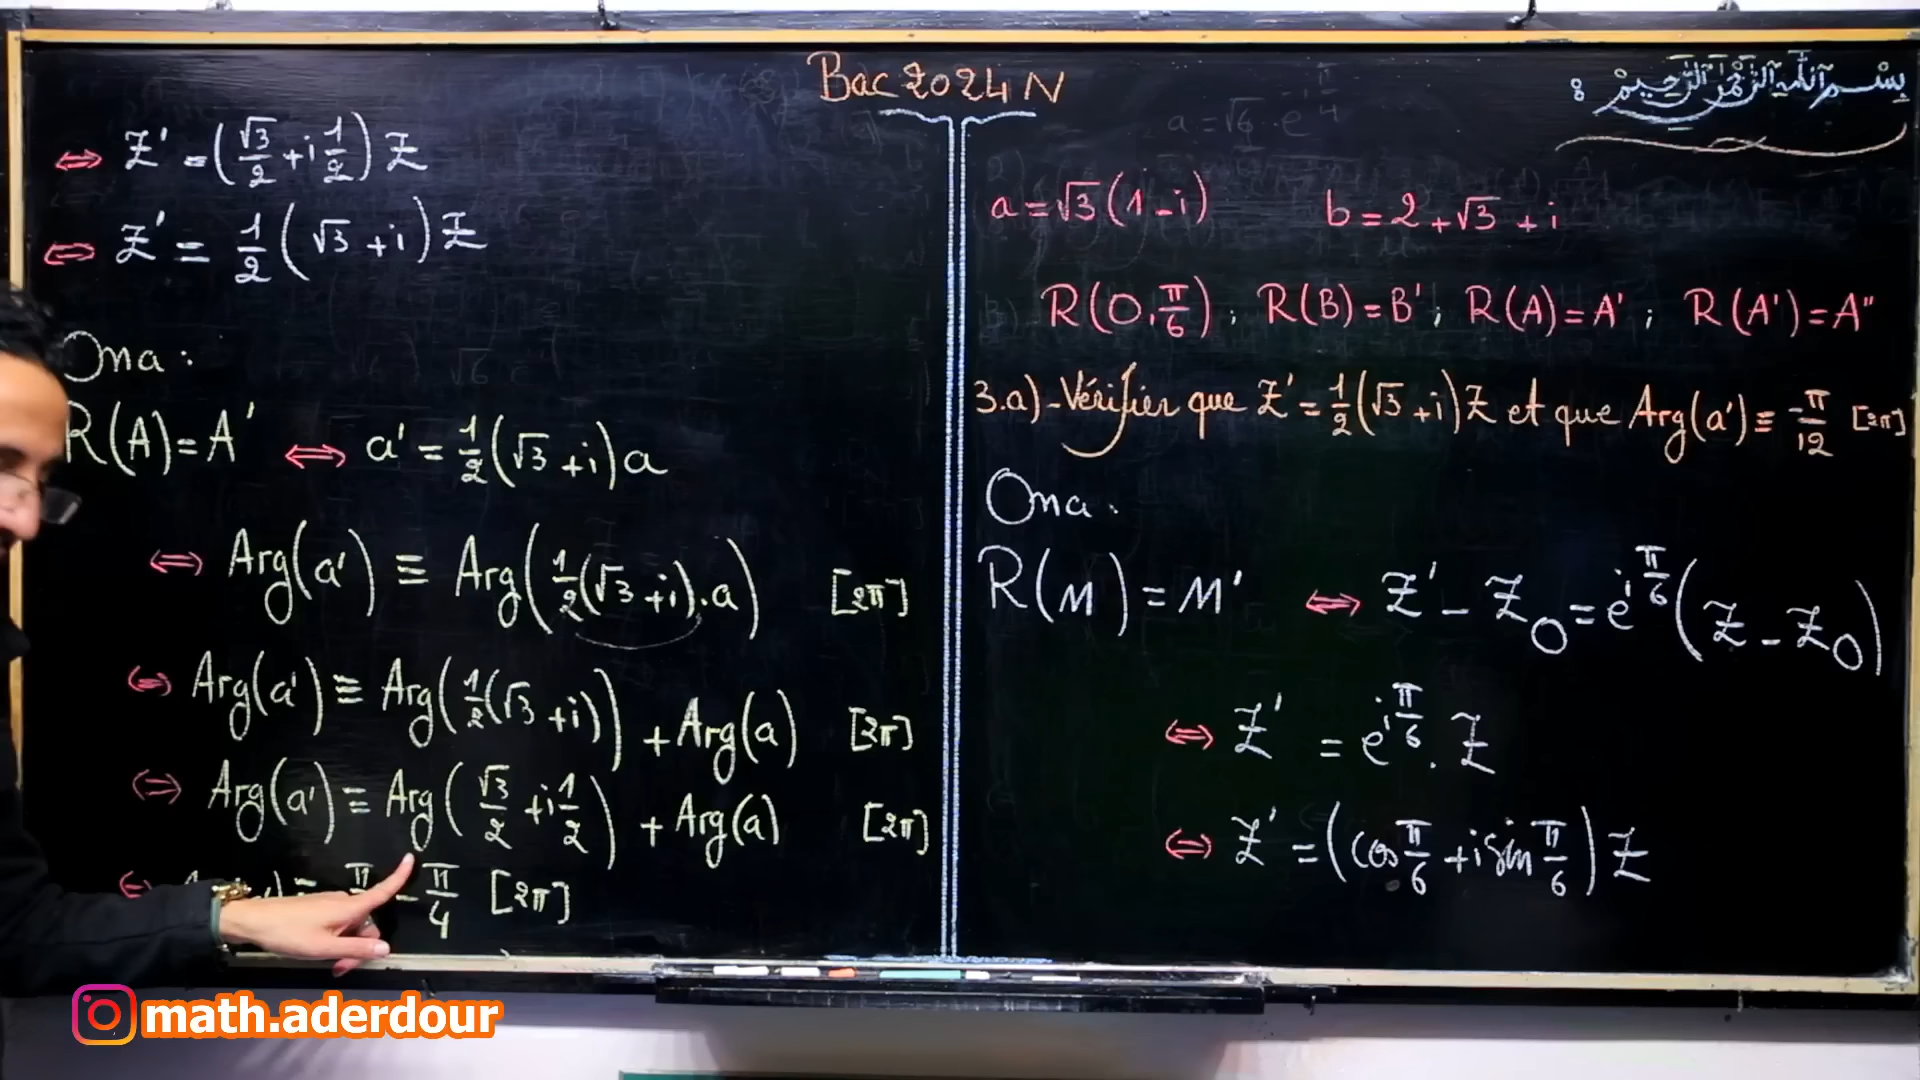 Bac 2024 N
بسم الله الرحمن الرحيم :
⇔ Z' = (√3/2 + i 1/2) Z
⇔ Z' = 1/2 (√3 + i) Z
Ona :
R(A) = A' ⇔ a' = 1/2 (√3 + i) a
⇔ Arg(a') ≡ Arg(1/2 (√3 + i).a) [2π]
⇔ Arg(a') ≡ Arg(1/2 (√3 + i)) + Arg(a) [2π]
⇔ Arg(a') ≡ Arg(√3/2 + i 1/2) + Arg(a) [2π]
- π/4 [2π]
a = √6 . e
a = √3 (1 - i) b = 2 + √3 + i
R(O, π/6) ; R(B) = B' ; R(A) = A' ; R(A') = A''
3.a) - Vérifier que Z' = 1/2 (√3 + i) Z et que Arg(a') ≡ -π/12 [2π]
Ona :
R(M) = M' ⇔ Z' - Z_O = e^{iπ/6} (Z - Z_O)
⇔ Z' = e^{iπ/6} . Z
⇔ Z' = (cos π/6 + i sin π/6) Z
math.aderdour